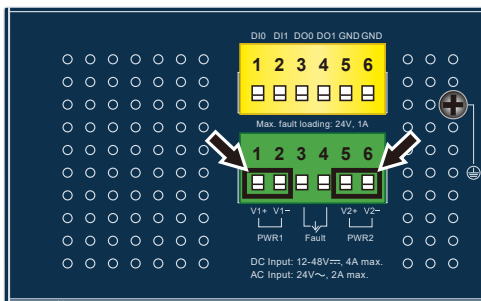 DI0 DI1 DO0 DO1 GND GND
1 2 3 4 5 6
Max. fault loading: 24V, 1A
1 2 3 4 5 6
V1+ V1− V2+ V2−
PWR1 Fault PWR2
DC Input: 12-48V⎓, 4A max.
AC Input: 24V~, 2A max.